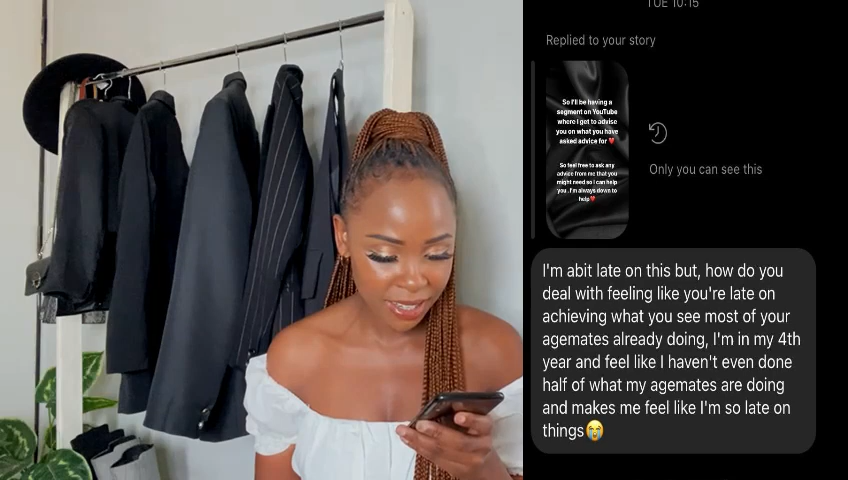 TUE 10:15
Replied to your story
So I'll be having a
segment on YouTube
where i get to advise
you on what you have
asked advice for ❤️
So feel free to ask any
advice from me that you
might need so I can help
you . I'm always down to
help❤️
Only you can see this
I'm abit late on this but, how do you
deal with feeling like you're late on
achieving what you see most of your
agemates already doing, I'm in my 4th
year and feel like I haven't even done
half of what my agemates are doing
and makes me feel like I'm so late on
things😭